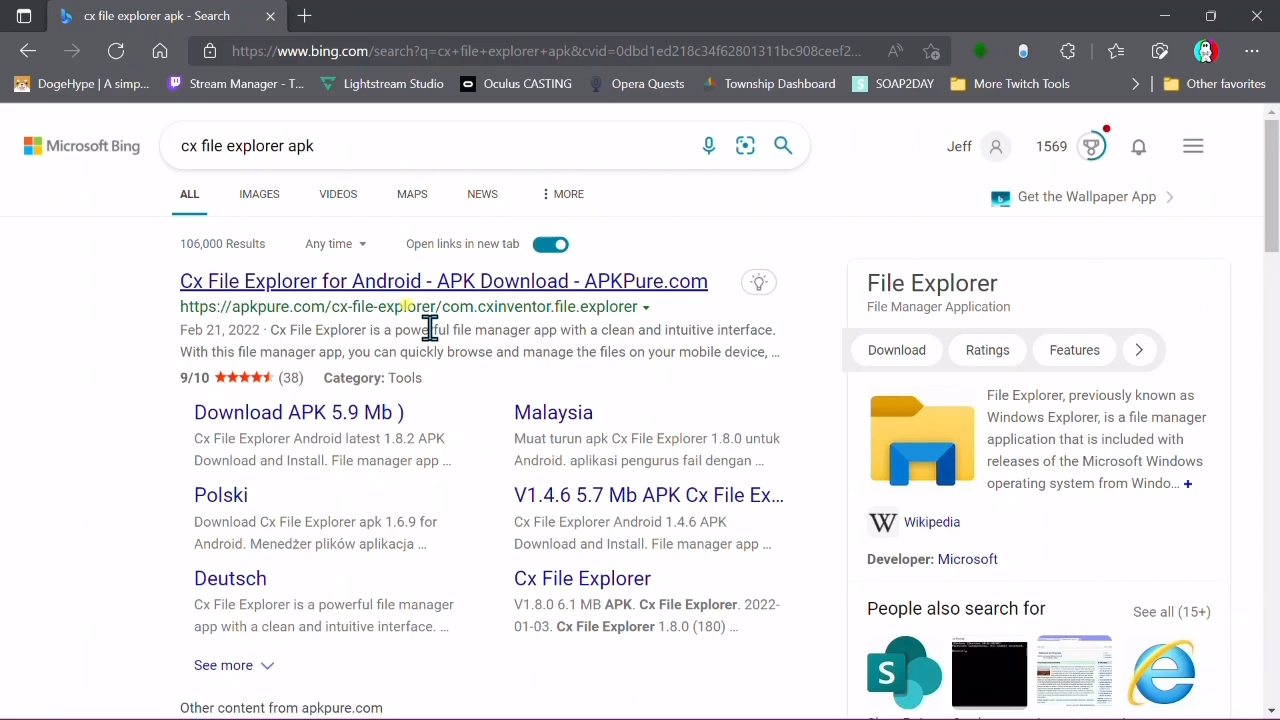 cx file explorer apk - Search
https://www.bing.com/search?q=cx+file+explorer+apk&cvid=0dbd1ed218c34f62801311bc908ceef2...
DogeHype | A simp...
Stream Manager - T...
Lightstream Studio
Oculus CASTING
Opera Quests
Township Dashboard
SWAP2DAY
More Twitch Tools
Other favorites
Microsoft Bing
cx file explorer apk
Jeff
1569
ALL
IMAGES
VIDEOS
MAPS
NEWS
MORE
Get the Wallpaper App
106,000 Results
Any time
Open links in new tab
Cx File Explorer for Android - APK Download - APKPure.com
https://apkpure.com/cx-file-explorer/com.cxinventor.file.explorer
Feb 21, 2022 · Cx File Explorer is a powerful file manager app with a clean and intuitive interface.
With this file manager app, you can quickly browse and manage the files on your mobile device, ...
9/10 (38) Category: Tools
Download APK 5.9 Mb )
Cx File Explorer Android latest 1.8.2 APK
Download and Install. File manager app ...
Malaysia
Muat turun apk Cx File Explorer 1.8.0 untuk
Android. aplikasi pengurus fail dengan ...
Polski
Download Cx File Explorer apk 1.6.9 for
Android. Menedżer plików aplikacja ...
V1.4.6 5.7 Mb APK Cx File Ex...
Cx File Explorer Android 1.4.6 APK
Download and Install. File manager app ...
Deutsch
Cx File Explorer is a powerful file manager
app with a clean and intuitive interface. ...
Cx File Explorer
V1.8.0 6.1 MB APK. Cx File Explorer. 2022-
01-03. Cx File Explorer 1.8.0 (180) ...
See more
Other content from apkpure.com
File Explorer
File Manager Application
Download
Ratings
Features
File Explorer, previously known as
Windows Explorer, is a file manager
application that is included with
releases of the Microsoft Windows
operating system from Windo... +
W Wikipedia
Developer: Microsoft
People also search for
See all (15+)